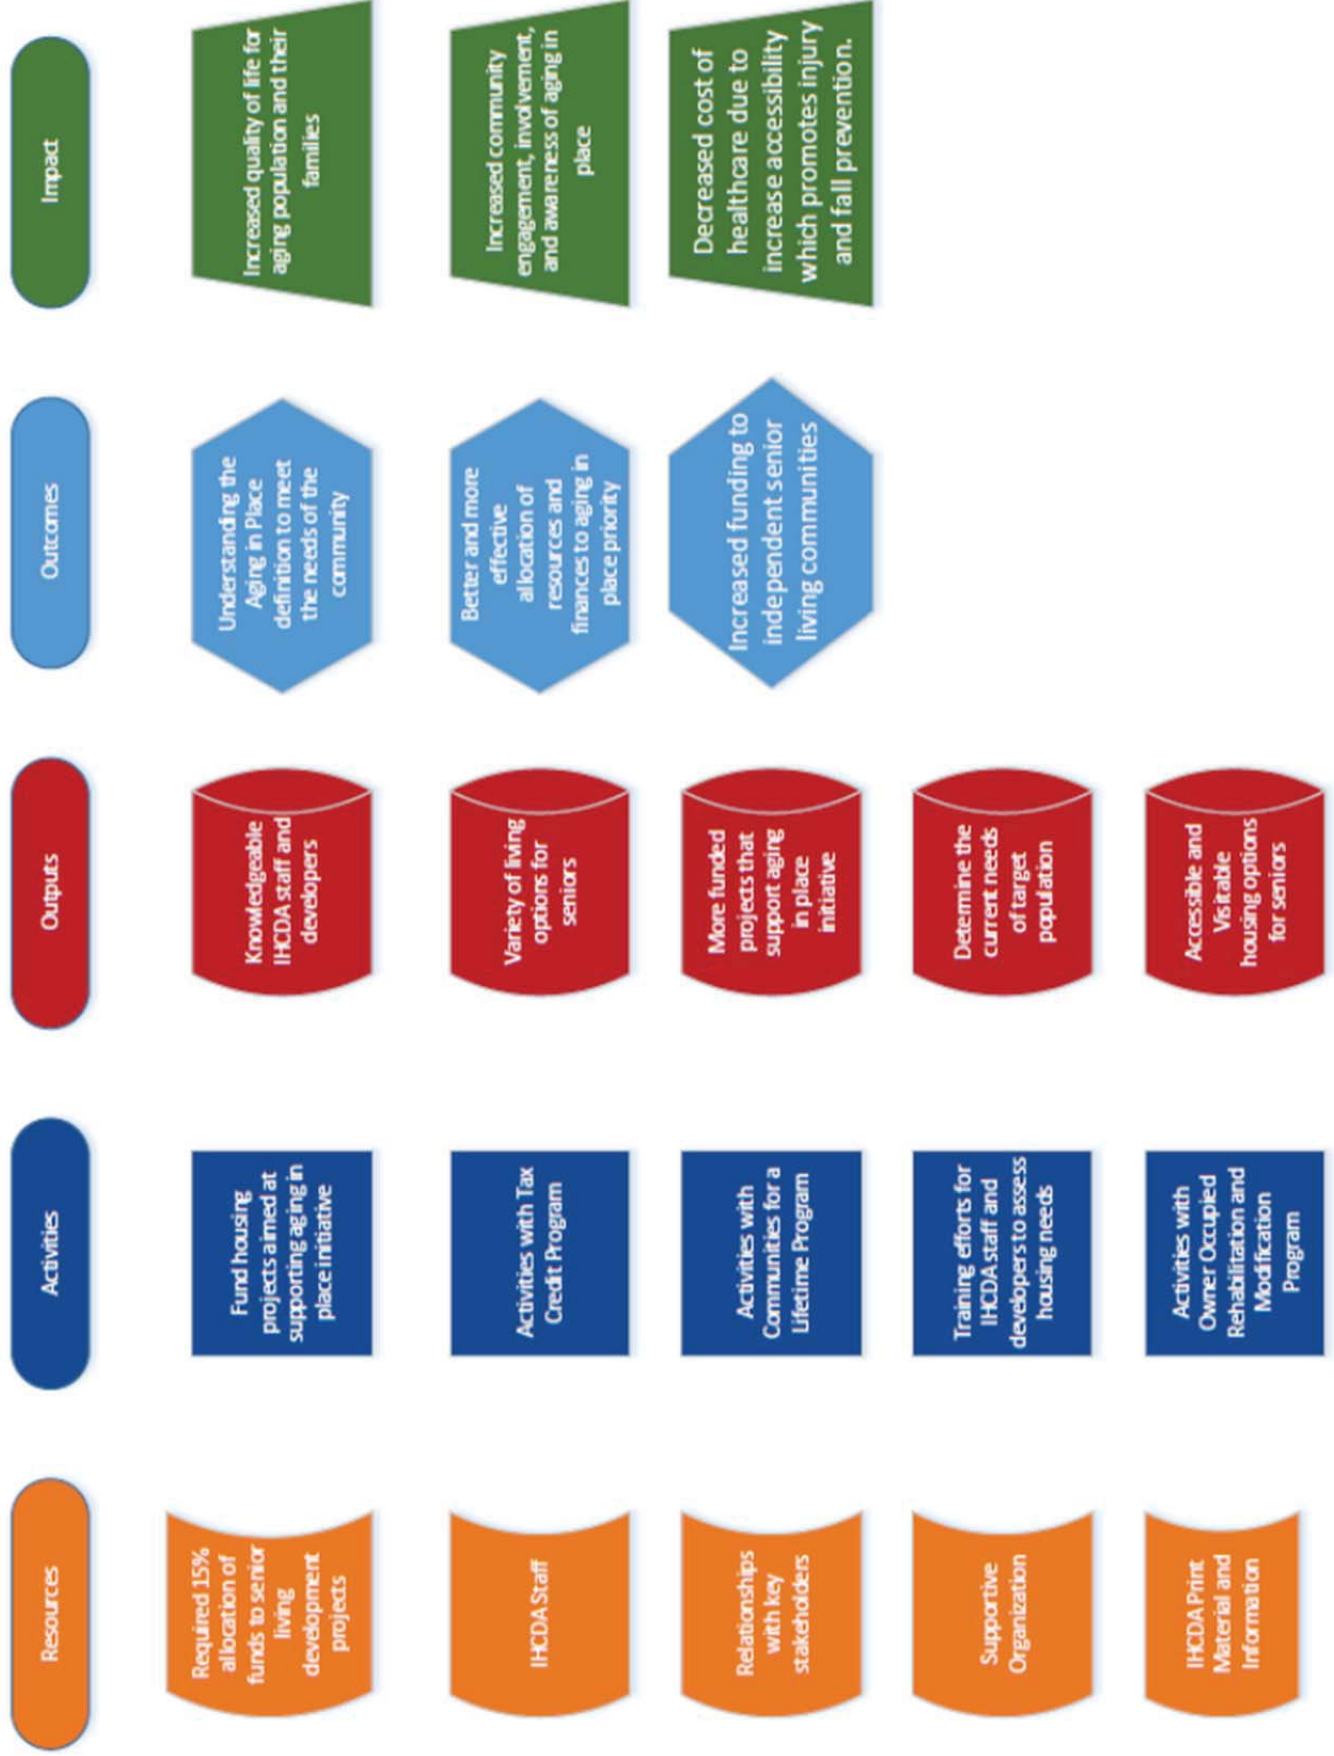 Resources
Activities
Outputs
Outcomes
Impact
Required 15%
allocation of
funds to senior
living
development
projects
Fund housing
projects aimed at
supporting aging in
place initiative
Knowledgeable
IHCDA staff and
developers
Understanding the
Aging in Place
definition to meet
the needs of the
community
Increased quality of life for
aging population and their
families
IHCDA Staff
Activities with Tax
Credit Program
Variety of living
options for
seniors
Better and more
effective
allocation of
resources and
finances to aging in
place priority
Increased community
engagement, involvement,
and awareness of aging in
place
Relationships
with key
stakeholders
Activities with
Communities for a
Lifetime Program
More funded
projects that
support aging
in place
initiative
Increased funding to
independent senior
living communities
Decreased cost of
healthcare due to
increase accessibility
which promotes injury
and fall prevention.
Supportive
Organization
Training efforts for
IHCDA staff and
developers to assess
housing needs
Determine the
current needs
of target
population
IHCDA Print
Material and
Information
Activities with
Owner Occupied
Rehabilitation and
Modification
Program
Accessible and
Visitable
housing options
for seniors